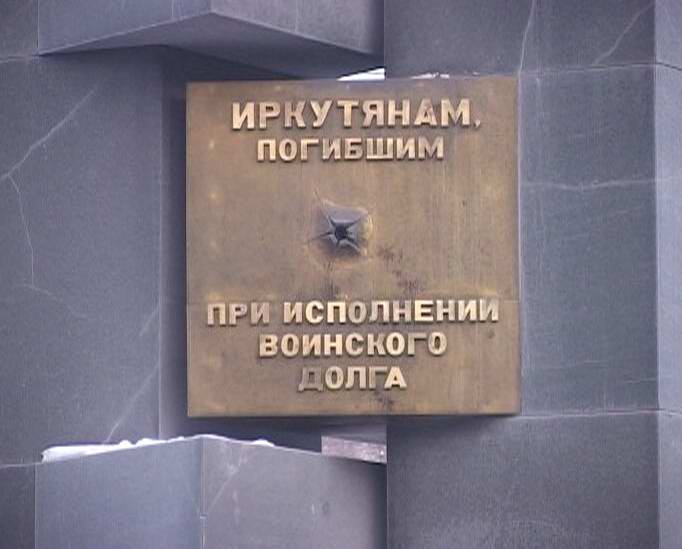 ИРКУТЯНАМ,
ПОГИБШИМ
ПРИ ИСПОЛНЕНИИ
ВОИНСКОГО
ДОЛГА